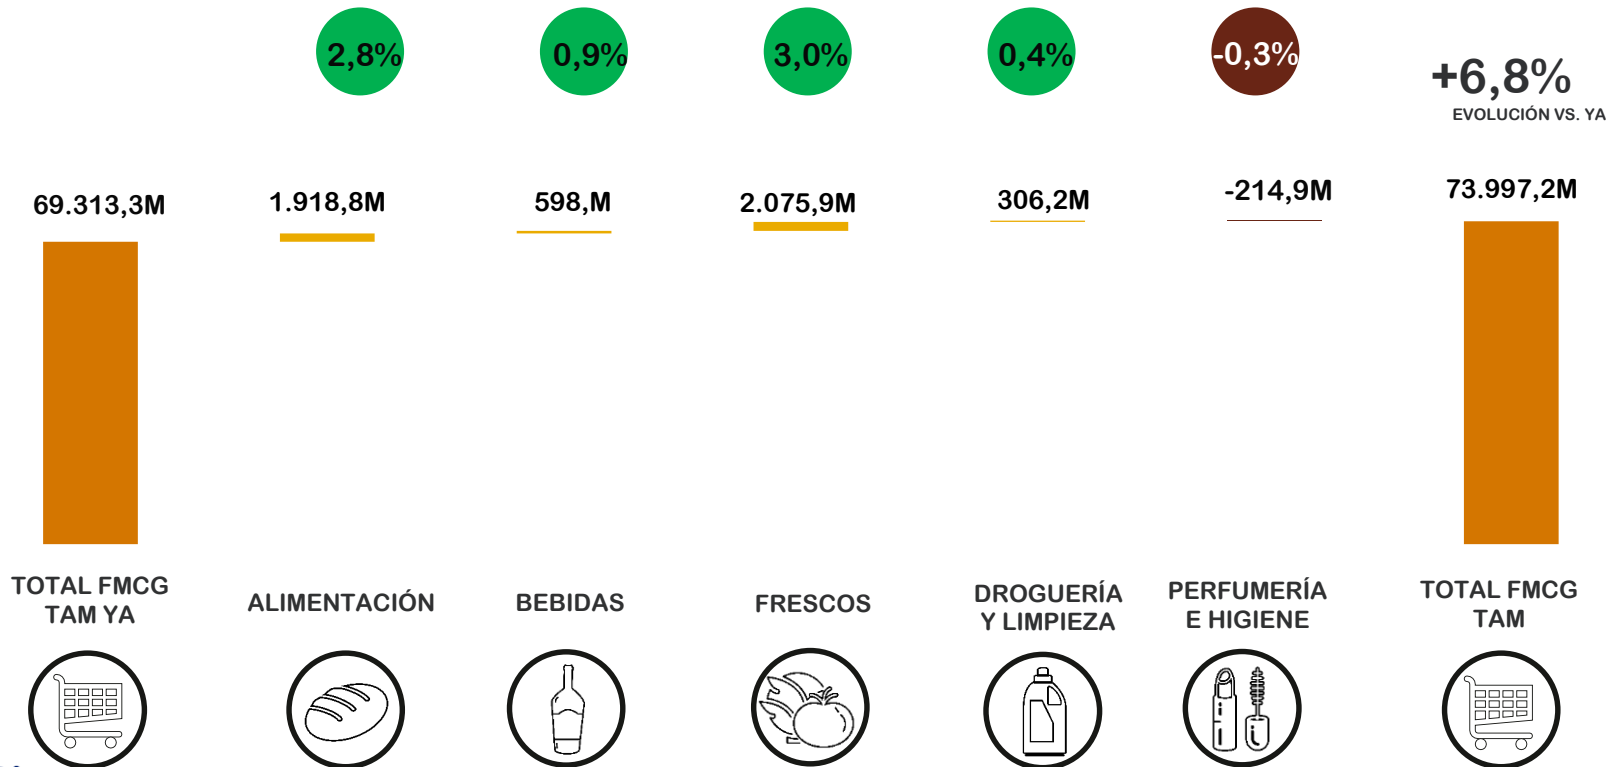 2,8%
0,9%
3,0%
0,4%
-0,3%
+6,8%
EVOLUCIÓN VS. YA
69.313,3M
1.918,8M
598,M
2.075,9M
306,2M
-214,9M
73.997,2M
TOTAL FMCG
TAM YA
ALIMENTACIÓN
BEBIDAS
FRESCOS
DROGUERÍA
Y LIMPIEZA
PERFUMERÍA
E HIGIENE
TOTAL FMCG
TAM